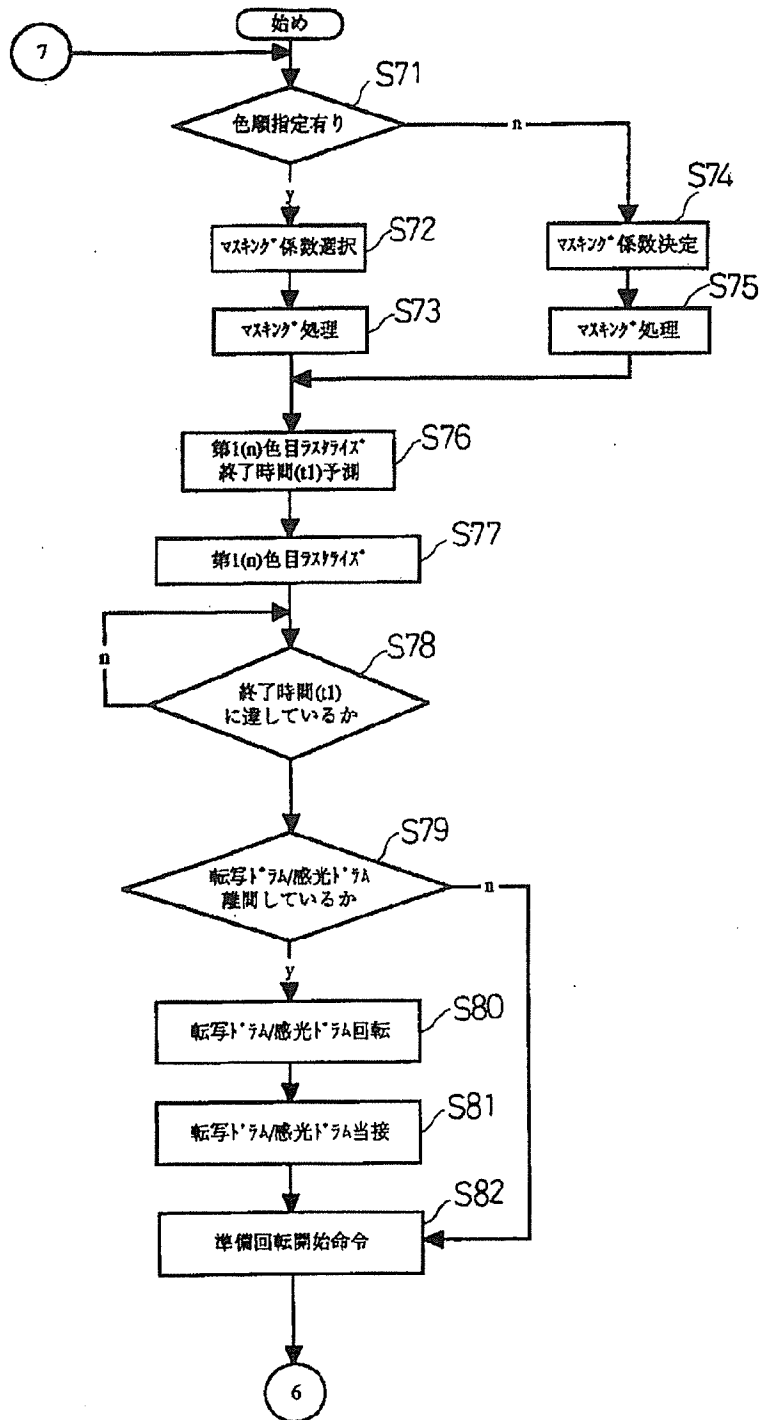 始め
7
S71
色順指定有り
n
y
S72
マスキング係数選択
S74
マスキング係数決定
S73
マスキング処理
S75
マスキング処理
S76
第1(n)色目ラスタライズ
終了時間(t1)予測
S77
第1(n)色目ラスタライズ
n
S78
終了時間(t1)
に達しているか
S79
転写ドラム/感光ドラム
離間しているか
n
y
S80
転写ドラム/感光ドラム回転
S81
転写ドラム/感光ドラム当接
S82
準備回転開始命令
6